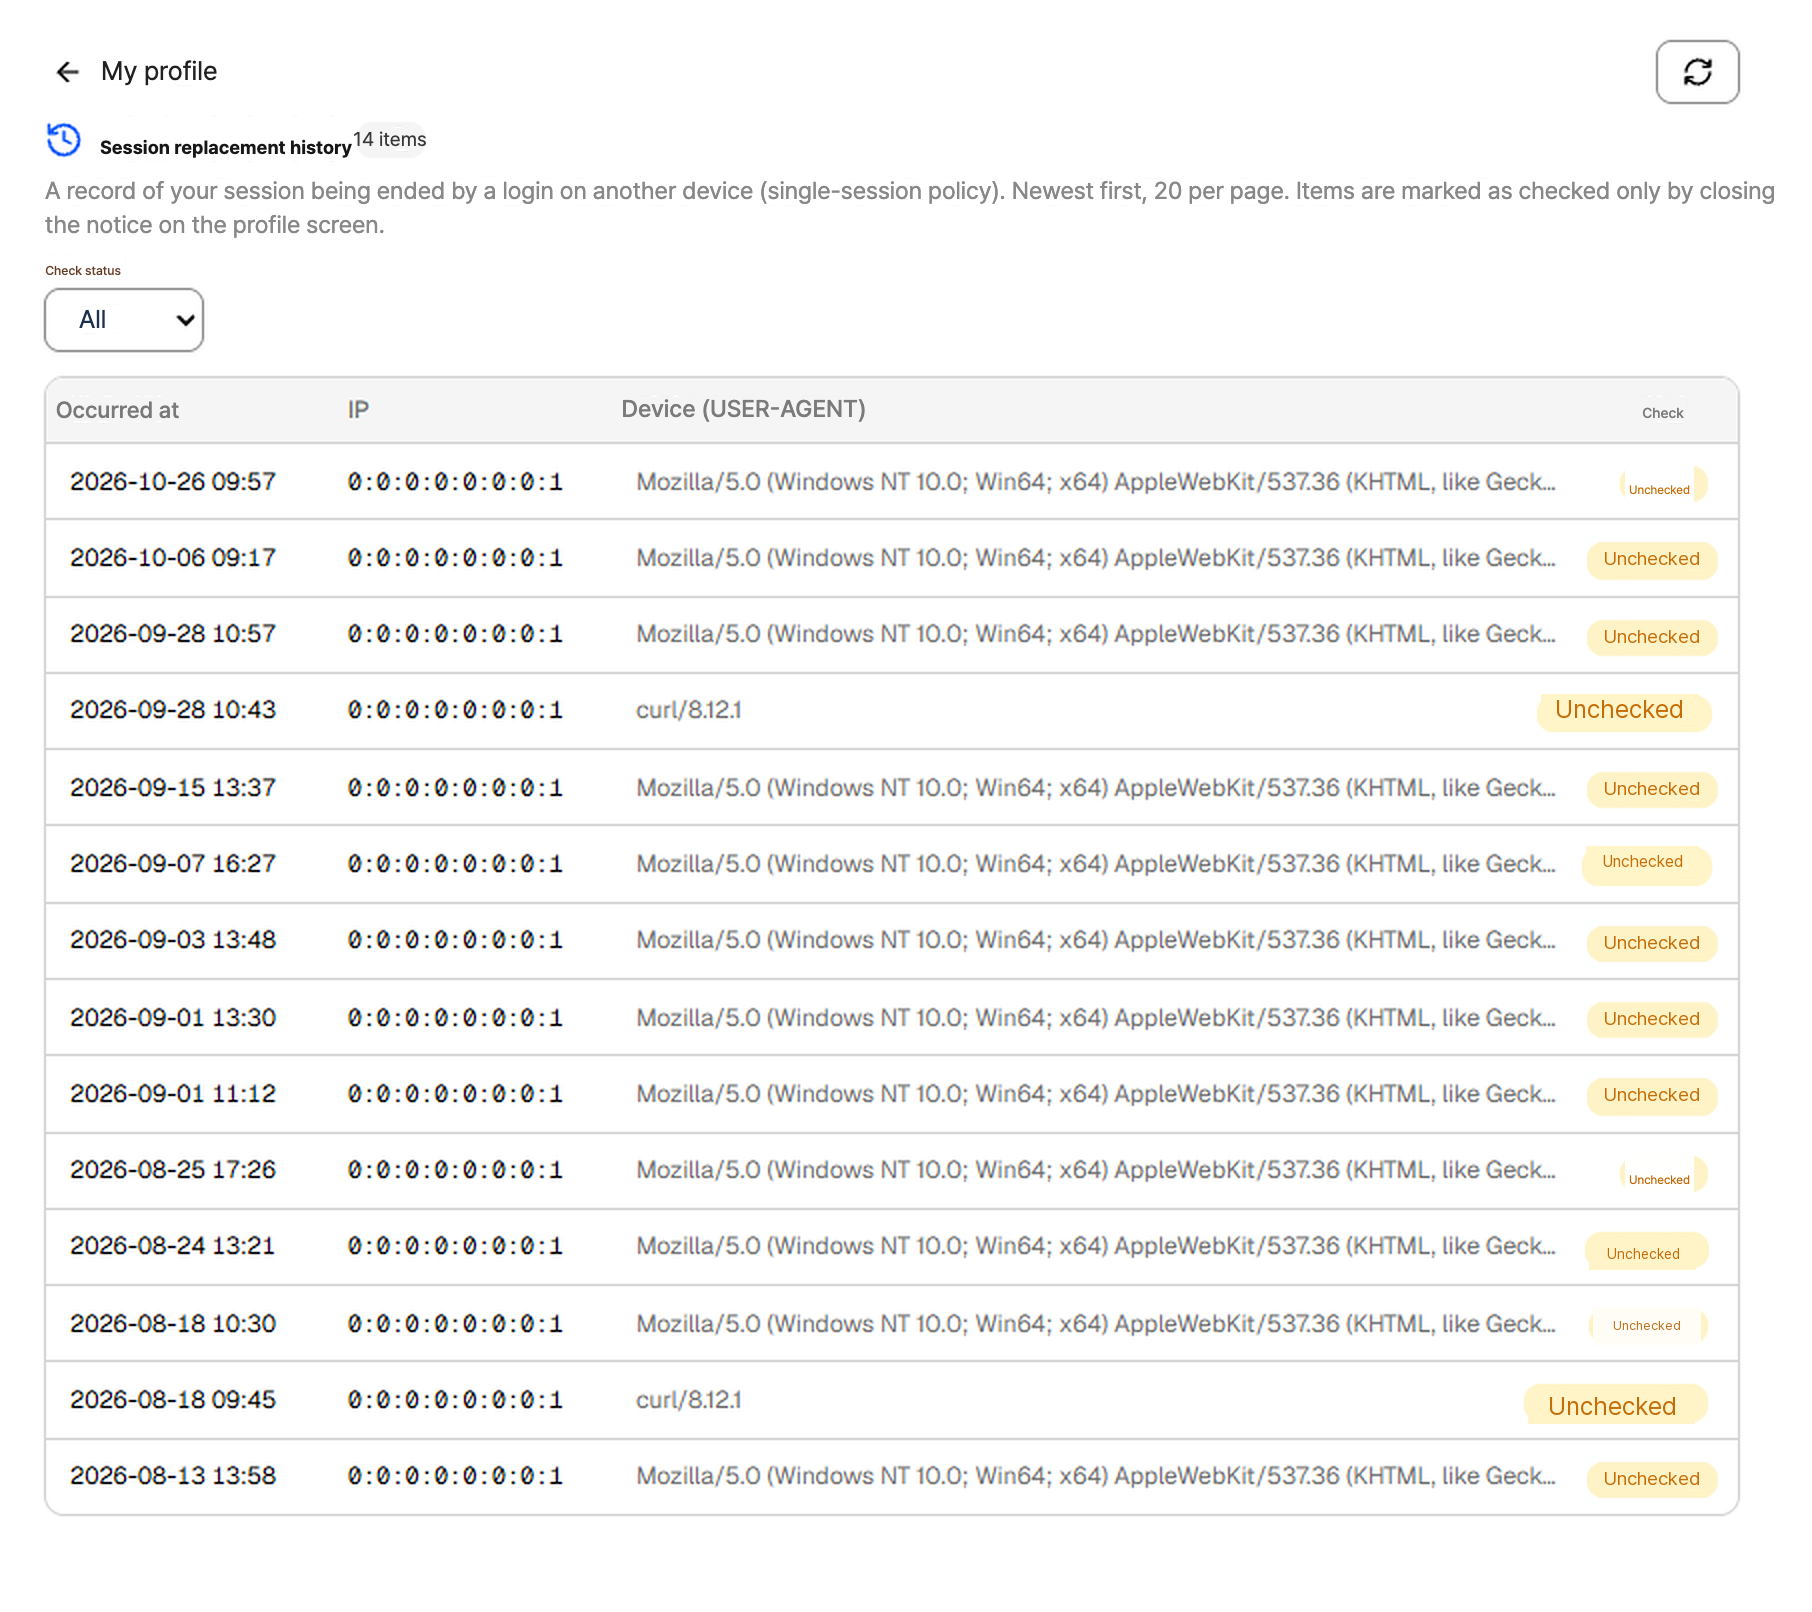 My profile
Session replacement history 14 items
A record of your session being ended by a login on another device (single-session policy). Newest first, 20 per page. Items are marked as checked only by closing
the notice on the profile screen.
Check status
All
Occurred at IP Device (USER-AGENT) Check
2026-10-26 09:57 0:0:0:0:0:0:0:1 Mozilla/5.0 (Windows NT 10.0; Win64; x64) AppleWebKit/537.36 (KHTML, like Geck... Unchecked
2026-10-06 09:17 0:0:0:0:0:0:0:1 Mozilla/5.0 (Windows NT 10.0; Win64; x64) AppleWebKit/537.36 (KHTML, like Geck... Unchecked
2026-09-28 10:57 0:0:0:0:0:0:0:1 Mozilla/5.0 (Windows NT 10.0; Win64; x64) AppleWebKit/537.36 (KHTML, like Geck... Unchecked
2026-09-28 10:43 0:0:0:0:0:0:0:1 curl/8.12.1 Unchecked
2026-09-15 13:37 0:0:0:0:0:0:0:1 Mozilla/5.0 (Windows NT 10.0; Win64; x64) AppleWebKit/537.36 (KHTML, like Geck... Unchecked
2026-09-07 16:27 0:0:0:0:0:0:0:1 Mozilla/5.0 (Windows NT 10.0; Win64; x64) AppleWebKit/537.36 (KHTML, like Geck... Unchecked
2026-09-03 13:48 0:0:0:0:0:0:0:1 Mozilla/5.0 (Windows NT 10.0; Win64; x64) AppleWebKit/537.36 (KHTML, like Geck... Unchecked
2026-09-01 13:30 0:0:0:0:0:0:0:1 Mozilla/5.0 (Windows NT 10.0; Win64; x64) AppleWebKit/537.36 (KHTML, like Geck... Unchecked
2026-09-01 11:12 0:0:0:0:0:0:0:1 Mozilla/5.0 (Windows NT 10.0; Win64; x64) AppleWebKit/537.36 (KHTML, like Geck... Unchecked
2026-08-25 17:26 0:0:0:0:0:0:0:1 Mozilla/5.0 (Windows NT 10.0; Win64; x64) AppleWebKit/537.36 (KHTML, like Geck... Unchecked
2026-08-24 13:21 0:0:0:0:0:0:0:1 Mozilla/5.0 (Windows NT 10.0; Win64; x64) AppleWebKit/537.36 (KHTML, like Geck... Unchecked
2026-08-18 10:30 0:0:0:0:0:0:0:1 Mozilla/5.0 (Windows NT 10.0; Win64; x64) AppleWebKit/537.36 (KHTML, like Geck... Unchecked
2026-08-18 09:45 0:0:0:0:0:0:0:1 curl/8.12.1 Unchecked
2026-08-13 13:58 0:0:0:0:0:0:0:1 Mozilla/5.0 (Windows NT 10.0; Win64; x64) AppleWebKit/537.36 (KHTML, like Geck... Unchecked